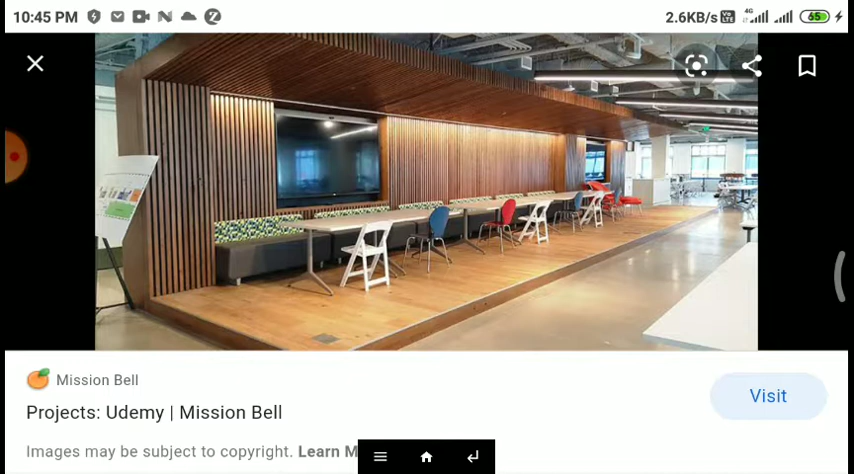 10:45 PM
2.6KB/s
4G
65
Mission Bell
Visit
Projects: Udemy | Mission Bell
Images may be subject to copyright. Learn M